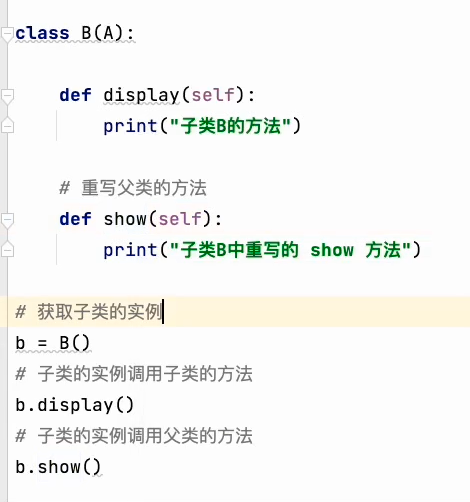 class B(A):
    def display(self):
        print("子类B的方法")
    # 重写父类的方法
    def show(self):
        print("子类B中重写的 show 方法")
# 获取子类的实例
b = B()
# 子类的实例调用子类的方法
b.display()
# 子类的实例调用父类的方法
b.show()